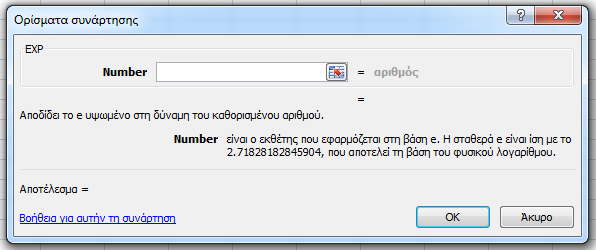 Ορίσματα συνάρτησης
EXP
Number = αριθμός
=
Αποδίδει το e υψωμένο στη δύναμη του καθορισμένου αριθμού.
Number είναι ο εκθέτης που εφαρμόζεται στη βάση e. Η σταθερά e είναι ίση με το
2.71828182845904, που αποτελεί τη βάση του φυσικού λογαρίθμου.
Αποτέλεσμα =
Βοήθεια για αυτήν τη συνάρτηση
OK Άκυρο